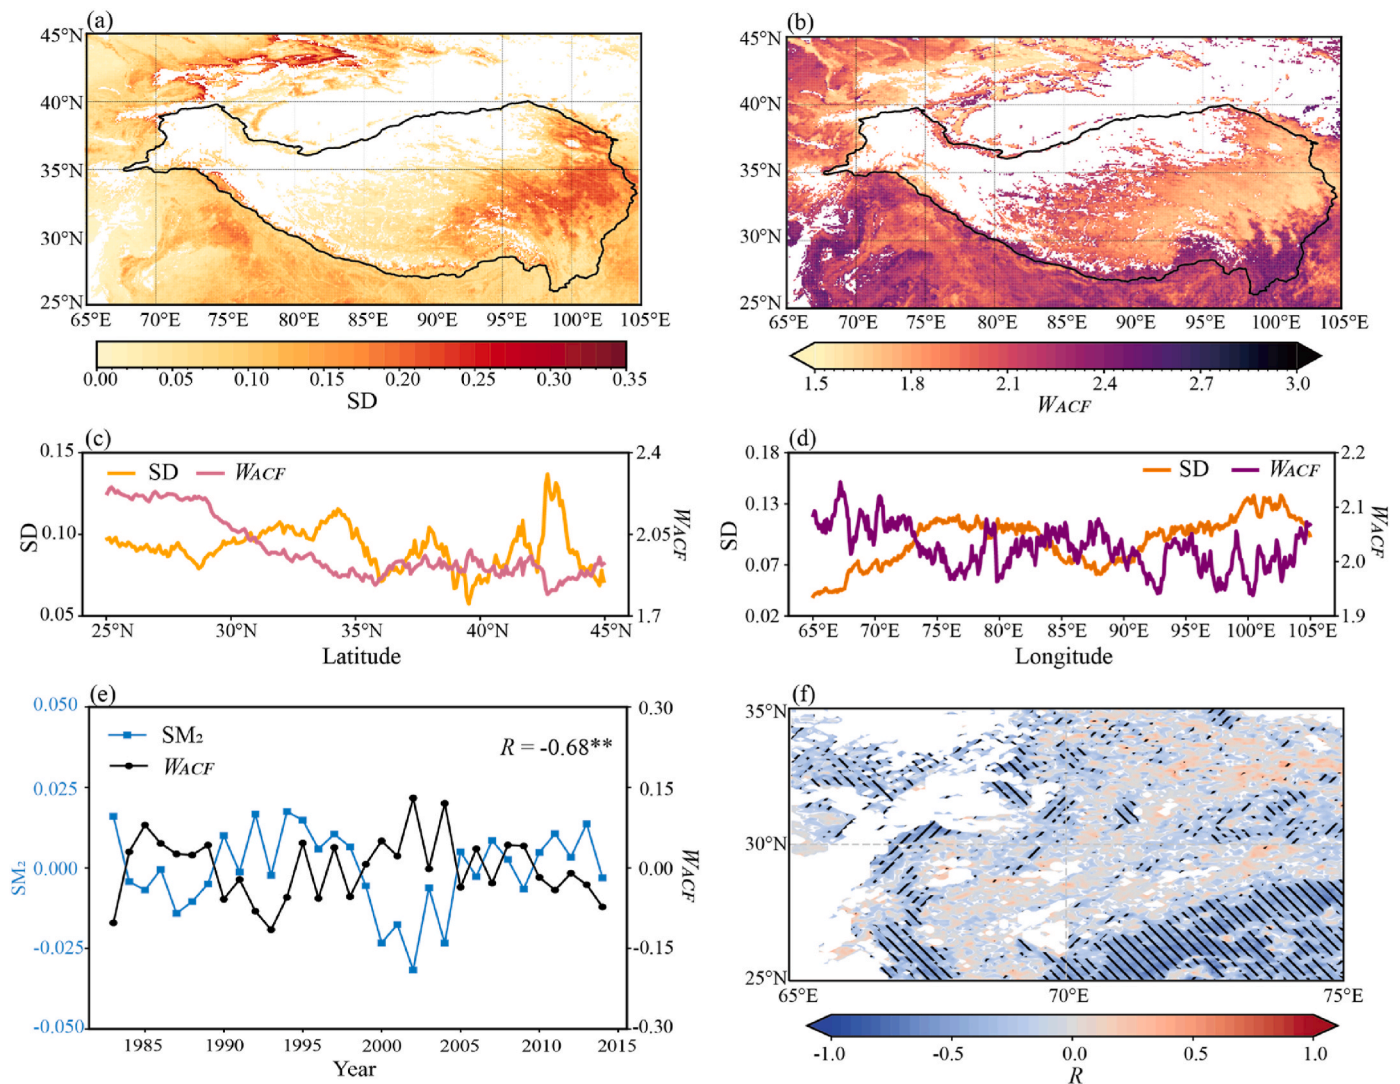 (a)
45°N
40°N
35°N
30°N
25°N
65°E 70°E 75°E 80°E 85°E 90°E 95°E 100°E 105°E
0.00 0.05 0.10 0.15 0.20 0.25 0.30 0.35
SD
(b)
45°N
40°N
35°N
30°N
25°N
65°E 70°E 75°E 80°E 85°E 90°E 95°E 100°E 105°E
1.5 1.8 2.1 2.4 2.7 3.0
WACF
(c)
0.15
0.10
0.05
SD
SD WACF
2.4
2.05
1.7
WACF
25°N 30°N 35°N 40°N 45°N
Latitude
(d)
0.18
0.13
0.07
0.02
SD
SD WACF
2.2
2.1
2.0
1.9
WACF
65°E 70°E 75°E 80°E 85°E 90°E 95°E 100°E 105°E
Longitude
(e)
0.050
0.025
0.000
-0.025
-0.050
SM₂
SM₂
WACF
R = -0.68**
0.30
0.15
0.00
-0.15
-0.30
WACF
1985 1990 1995 2000 2005 2010 2015
Year
(f)
35°N
30°N
25°N
65°E 70°E 75°E
-1.0 -0.5 0.0 0.5 1.0
R